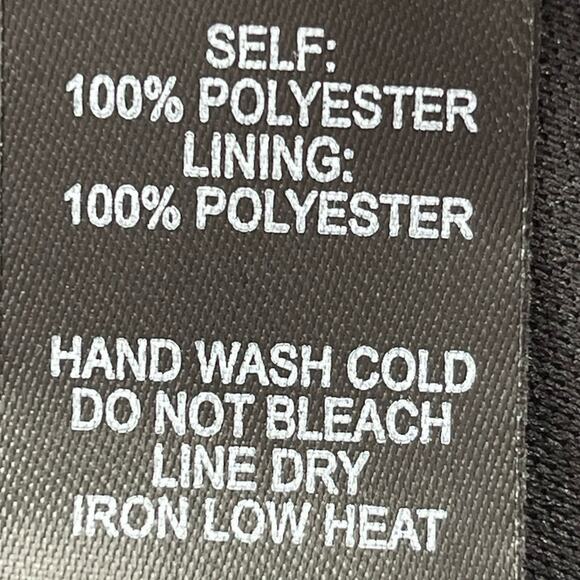 SELF:
100% POLYESTER
LINING:
100% POLYESTER
HAND WASH COLD
DO NOT BLEACH
LINE DRY
IRON LOW HEAT